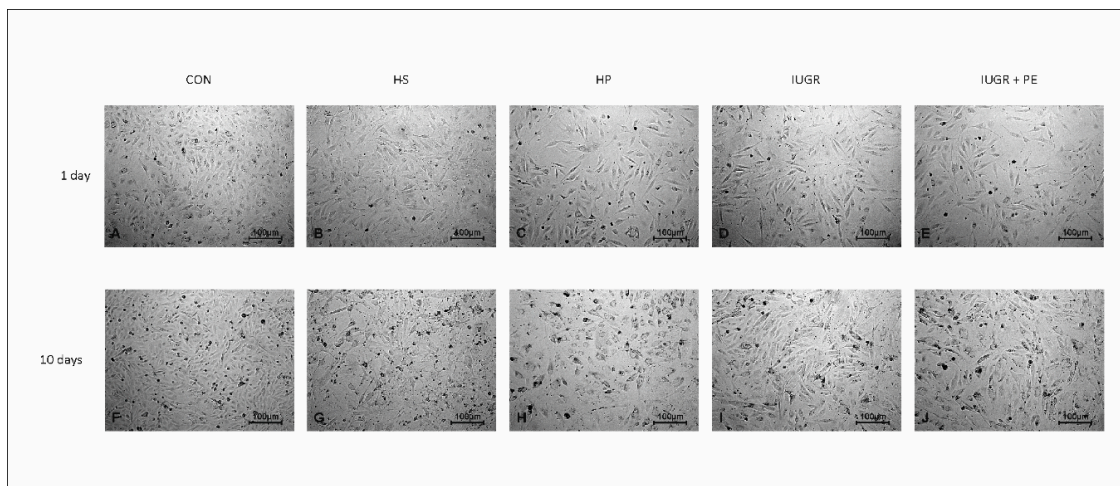 CON HS HP IUGR IUGR + PE
1 day
A 100µm B 100µm C 100µm D 100µm E 100µm
10 days
F 100µm G 100µm H 100µm I 100µm J 100µm